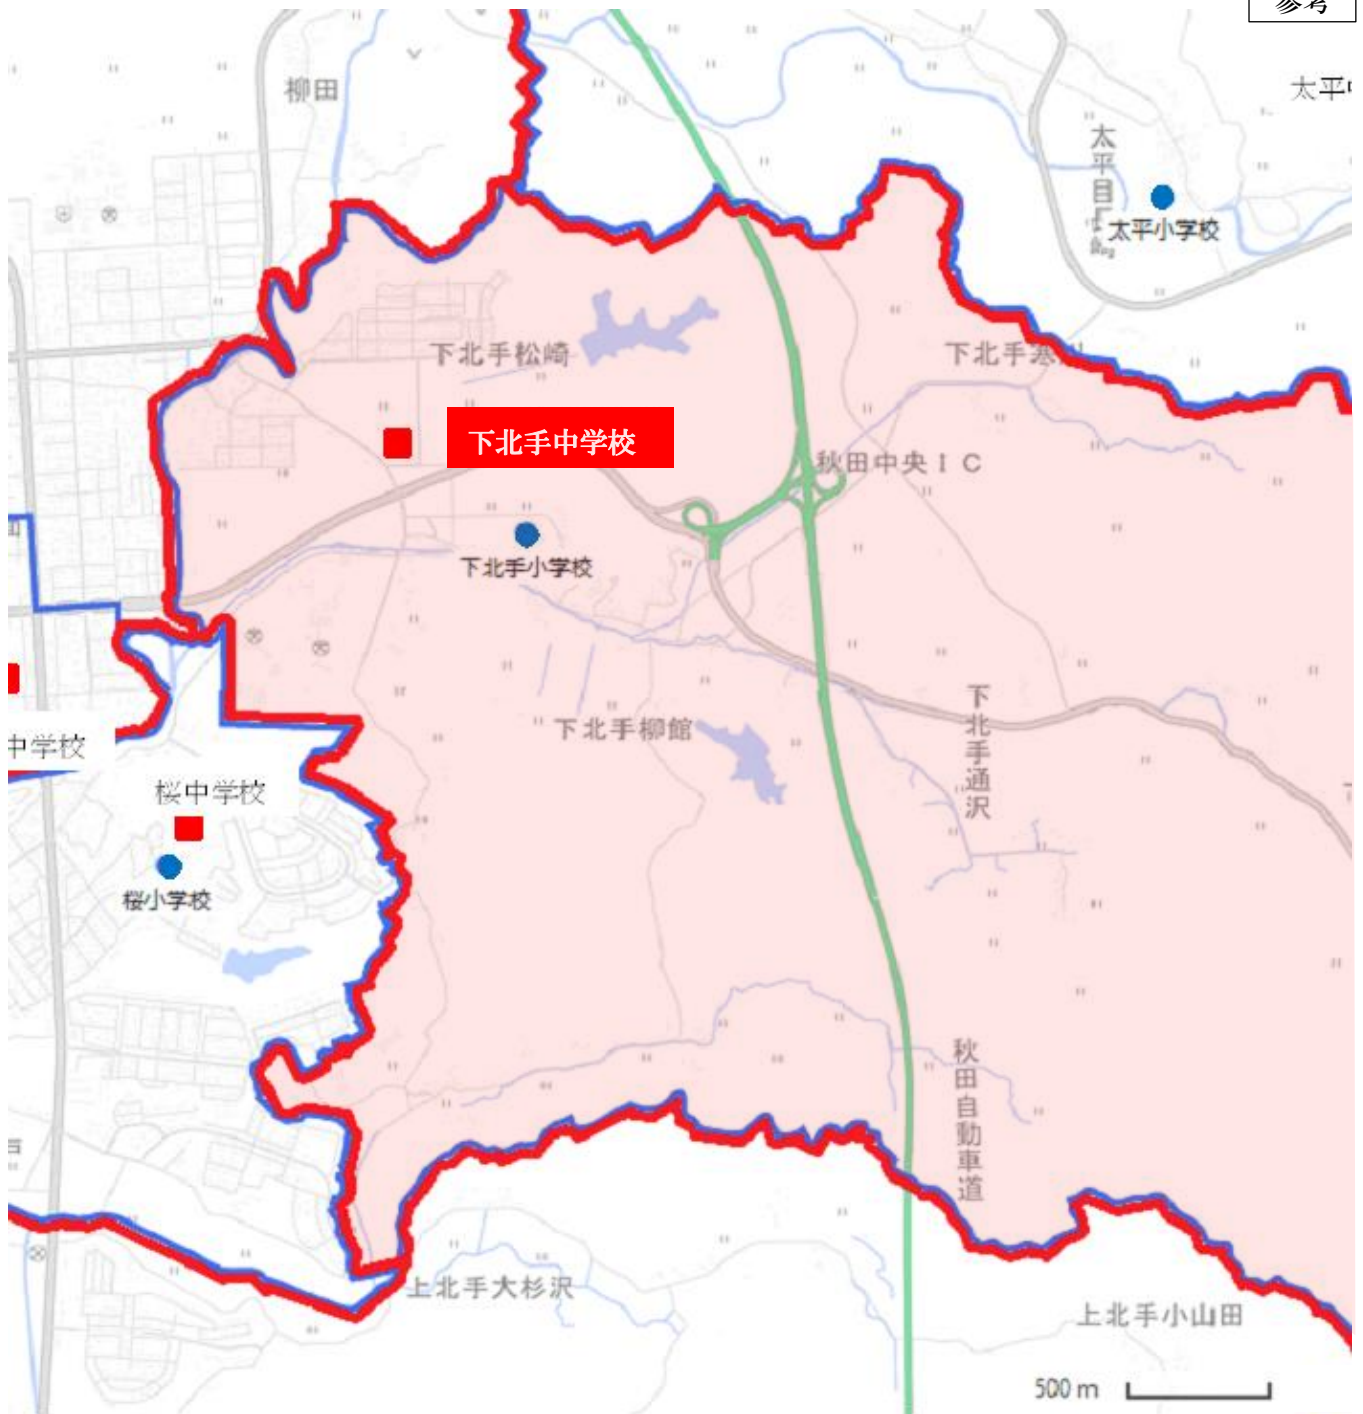 参考
柳田
太平中
太平目
太平小学校
下北手松崎
下北手寒川
下北手中学校
秋田中央ＩＣ
下北手小学校
下北手柳館
下北手通沢
中学校
桜中学校
桜小学校
秋田自動車道
上北手大杉沢
上北手小山田
500 m